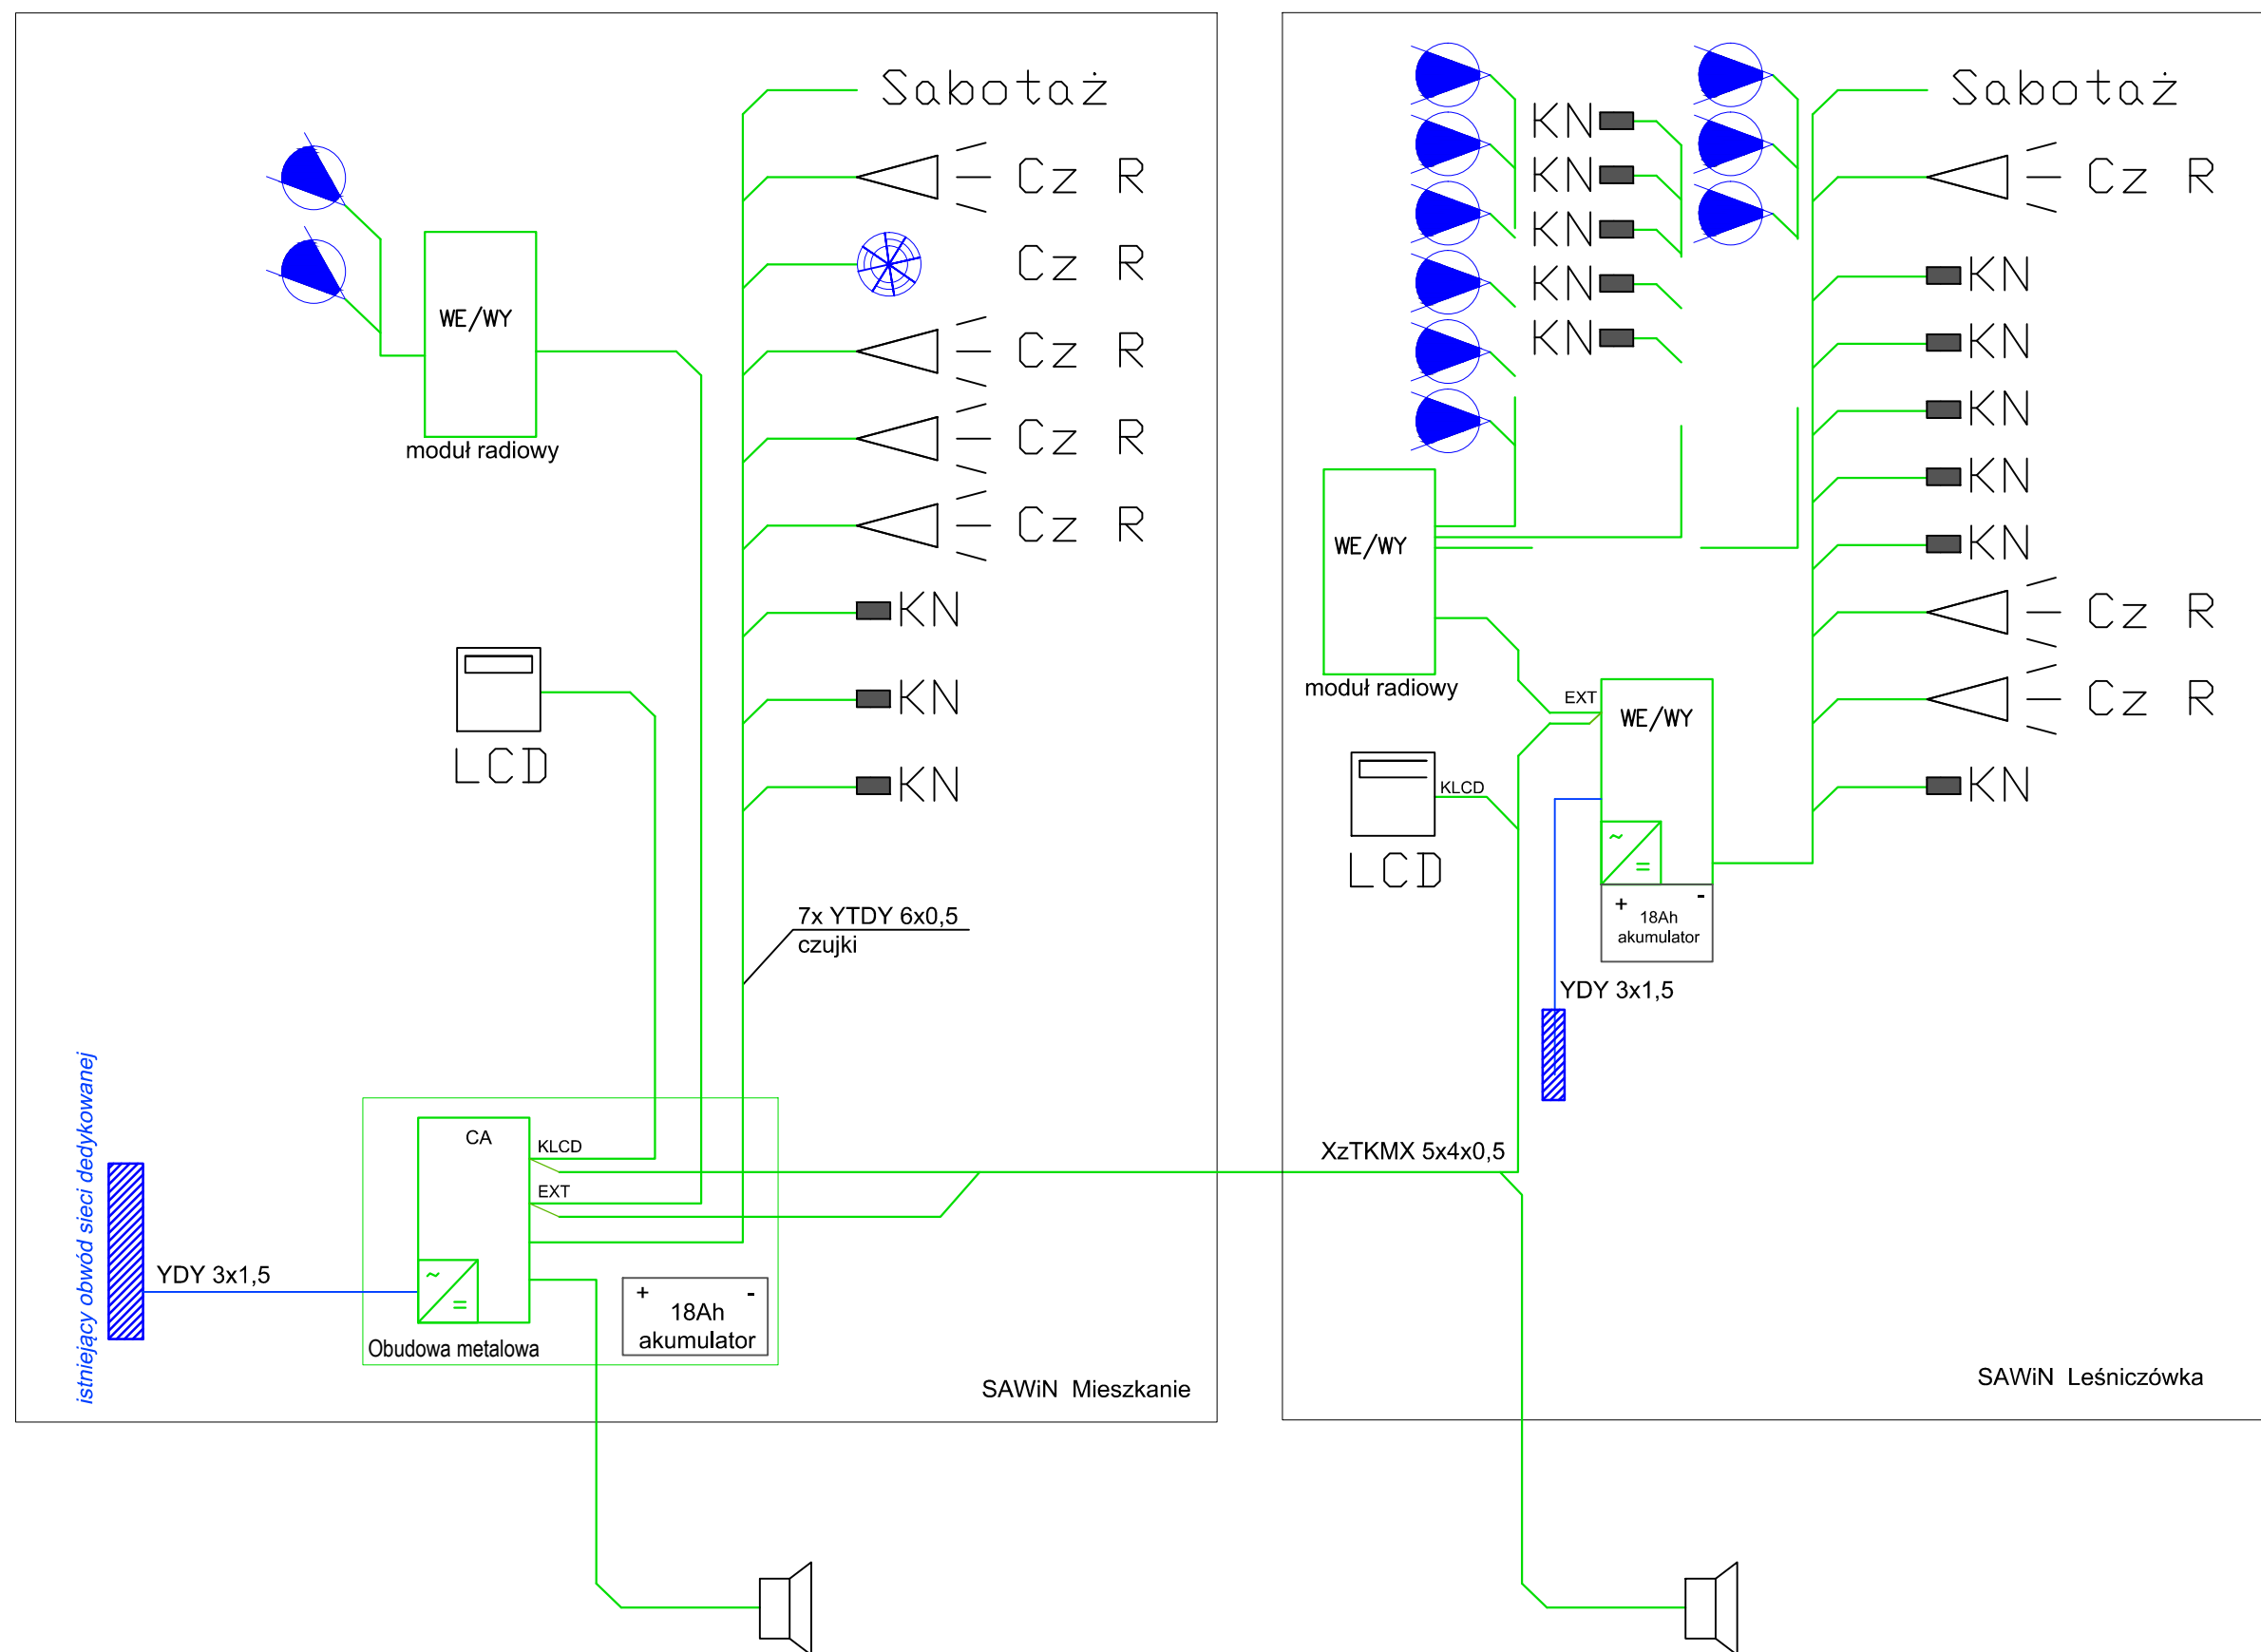 Sabotaż
Cz R
Cz R
WE/WY
Cz R
moduł radiowy
Cz R
Cz R
KN
KN
LCD
KN
7x YTDY 6x0,5
czujki
istniejący obwód sieci dedykowanej
CA
KLCD
EXT
YDY 3x1,5
~
=
+ -
18Ah
akumulator
Obudowa metalowa
SAWiN Mieszkanie
Sabotaż
KN
KN
KN
KN
KN
Cz R
KN
KN
KN
KN
KN
WE/WY
moduł radiowy
Cz R
EXT
WE/WY
Cz R
KLCD
LCD
KN
~
=
+ -
18Ah
akumulator
YDY 3x1,5
XzTKMX 5x4x0,5
SAWiN Leśniczówka